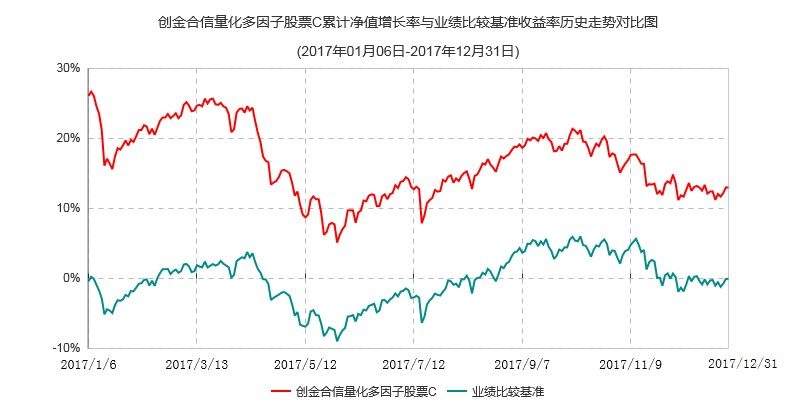 创金合信量化多因子股票C累计净值增长率与业绩比较基准收益率历史走势对比图
(2017年01月06日-2017年12月31日)
30%
20%
10%
0%
-10%
2017/1/6 2017/3/13 2017/5/12 2017/7/12 2017/9/7 2017/11/9 2017/12/31
创金合信量化多因子股票C 业绩比较基准